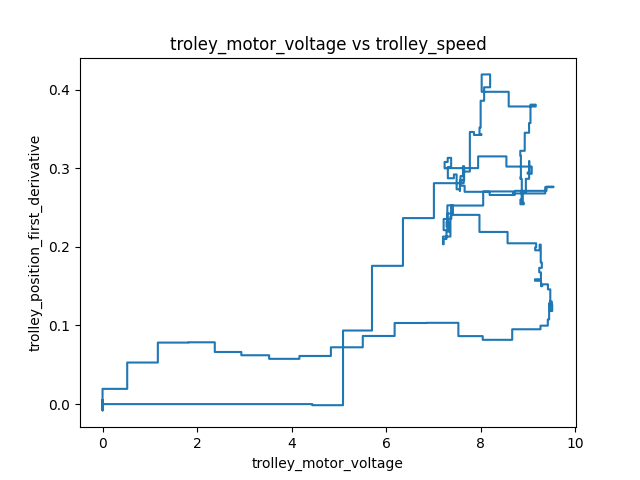 troley_motor_voltage vs trolley_speed
trolley_position_first_derivative
0.4
0.3
0.2
0.1
0.0
0 2 4 6 8 10
trolley_motor_voltage